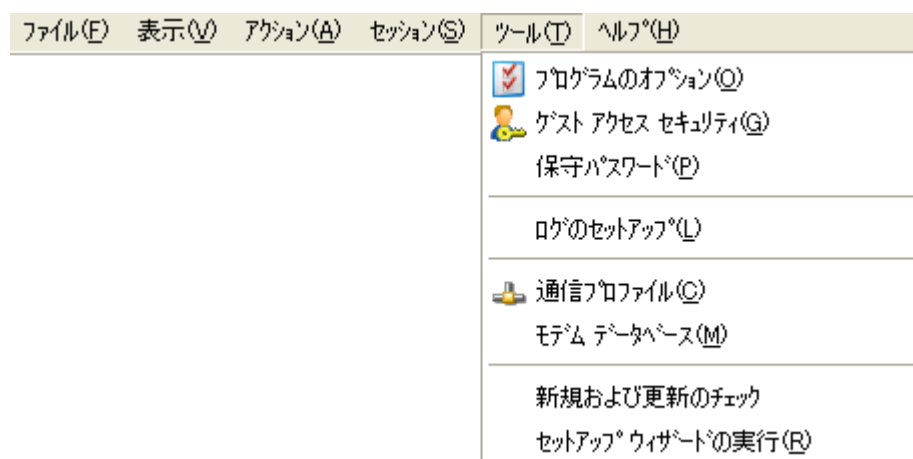 ファイル(F) 表示(V) アクション(A) セッション(S) ツール(T) ヘルプ(H)
プログラムのオプション(O)
ゲスト アクセス セキュリティ(G)
保守パスワード(P)
ログのセットアップ(L)
通信プロファイル(C)
モデム データベース(M)
新規および更新のチェック
セットアップ ウィザードの実行(R)